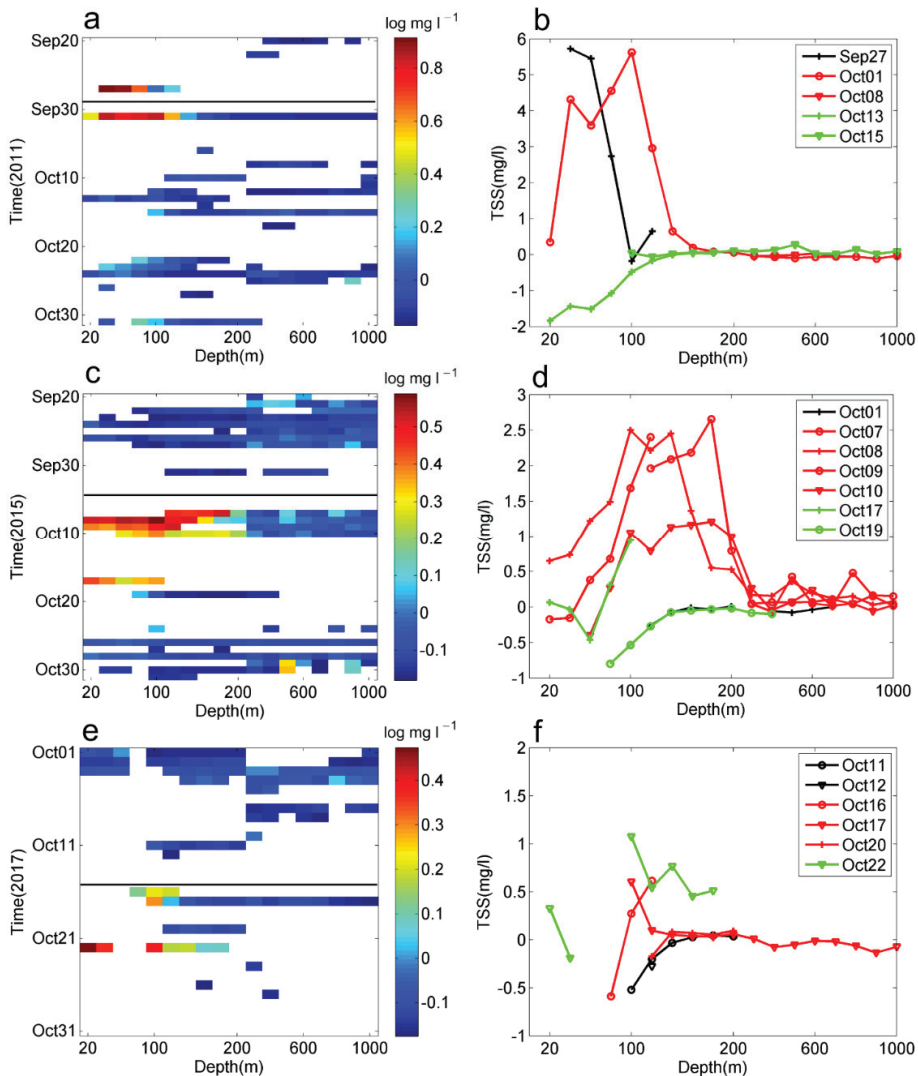 a
log mg l⁻¹
Sep20
Sep30
Oct10
Oct20
Oct30
Time(2011)
20 100 200 600 1000
Depth(m)
0.8
0.6
0.4
0.2
0
b
Sep27
Oct01
Oct08
Oct13
Oct15
6
5
4
3
2
1
0
-1
-2
TSS(mg/l)
20 100 200 600 1000
Depth(m)
c
log mg l⁻¹
Sep20
Sep30
Oct10
Oct20
Oct30
Time(2015)
20 100 200 600 1000
Depth(m)
0.5
0.4
0.3
0.2
0.1
0
-0.1
d
Oct01
Oct07
Oct08
Oct09
Oct10
Oct17
Oct19
2.5
2
1.5
1
0.5
0
-0.5
-1
TSS(mg/l)
20 100 200 600 1000
Depth(m)
e
log mg l⁻¹
Oct01
Oct11
Oct21
Oct31
Time(2017)
20 100 200 600 1000
Depth(m)
0.4
0.3
0.2
0.1
0
-0.1
f
Oct11
Oct12
Oct16
Oct17
Oct20
Oct22
2
1.5
1
0.5
0
-0.5
-1
TSS(mg/l)
20 100 200 600 1000
Depth(m)